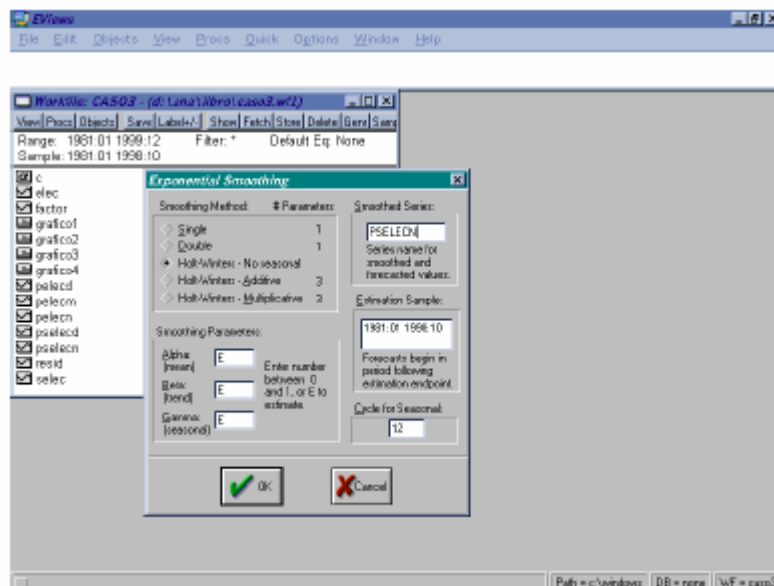 EViews
File Edit Objects View Procs Quick Options Window Help
Workfile: CASO3 - (d:\ana\libro\caso3.wf1)
View Procs Objects Save Label+/- Show Fetch Store Delete Genr Sam
Range: 1981:01 1999:12 Filter: * Default Eq: None
Sample: 1981:01 1998:10
c
elec
factor
grafico1
grafico2
grafico3
grafico4
pelecd
pelecm
pelecn
pselecd
pselecn
resid
selec
Exponential Smoothing
Smoothing Method: # Parameters:
Single 1
Double 1
Holt-Winters - No seasonal
Holt-Winters - Additive 3
Holt-Winters - Multiplicative 3
Smoothing Parameters:
Alpha: (mean) E
Beta: (trend) E
Gamma: (seasonal) E
Enter number
between 0
and 1, or E to
estimate.
Smoothed Series:
PSELECN
Series name for
smoothed and
forecasted values.
Estimation Sample:
1981:01 1998:10
Forecasts begin in
period following
estimation endpoint.
Cycle for Seasonal:
12
OK Cancel
Path = c:\windows DB = none WF = caso3